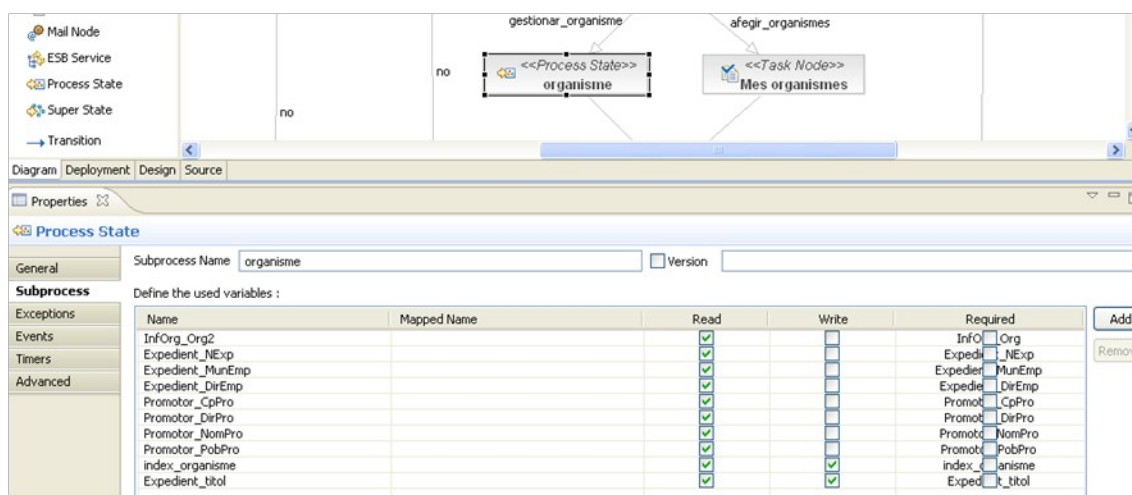 Mail Node
ESB Service
Process State
Super State
Transition
gestionar_organisme
afegir_organismes
no
<<Process State>>
organisme
<<Task Node>>
Mes organismes
no
Diagram Deployment Design Source
Properties
Process State
General
Subprocess
Exceptions
Events
Timers
Advanced
Subprocess Name organisme Version
Define the used variables :
Name Mapped Name Read Write Required
InfOrg_Org2
Expedient_NExp
Expedient_MunEmp
Expedient_DirEmp
Promotor_CpPro
Promotor_DirPro
Promotor_NomPro
Promotor_PobPro
index_organisme
Expedient_titol
Add